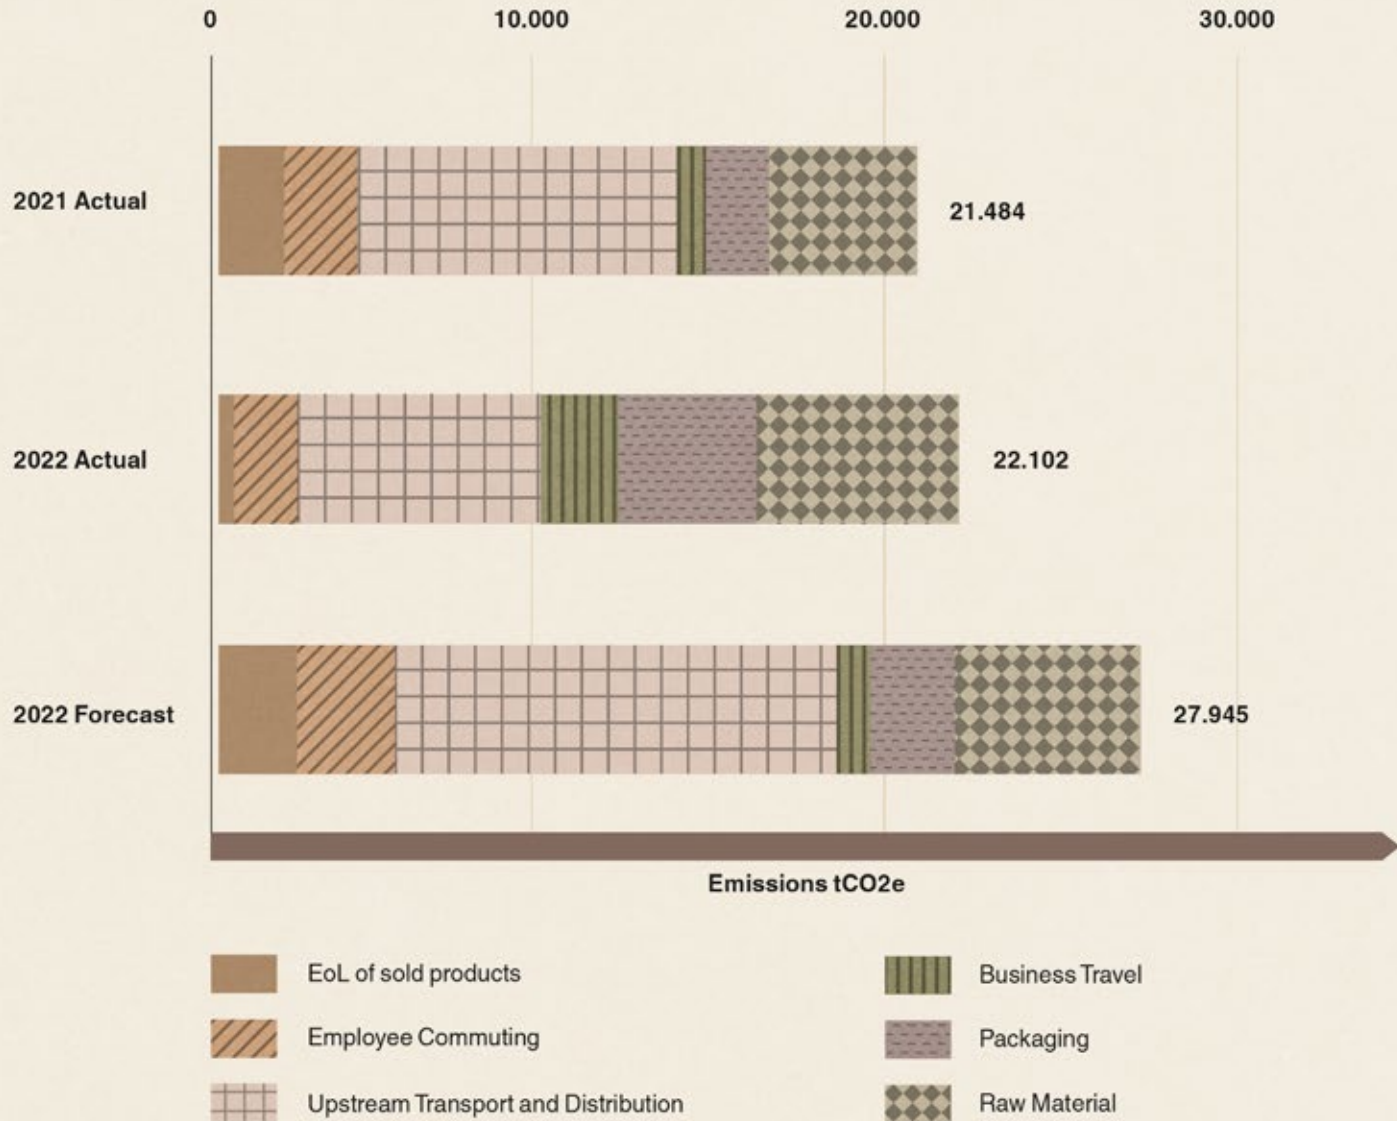 0 10.000 20.000 30.000
2021 Actual 21.484
2022 Actual 22.102
2022 Forecast 27.945
Emissions tCO2e
EoL of sold products
Employee Commuting
Upstream Transport and Distribution
Business Travel
Packaging
Raw Material